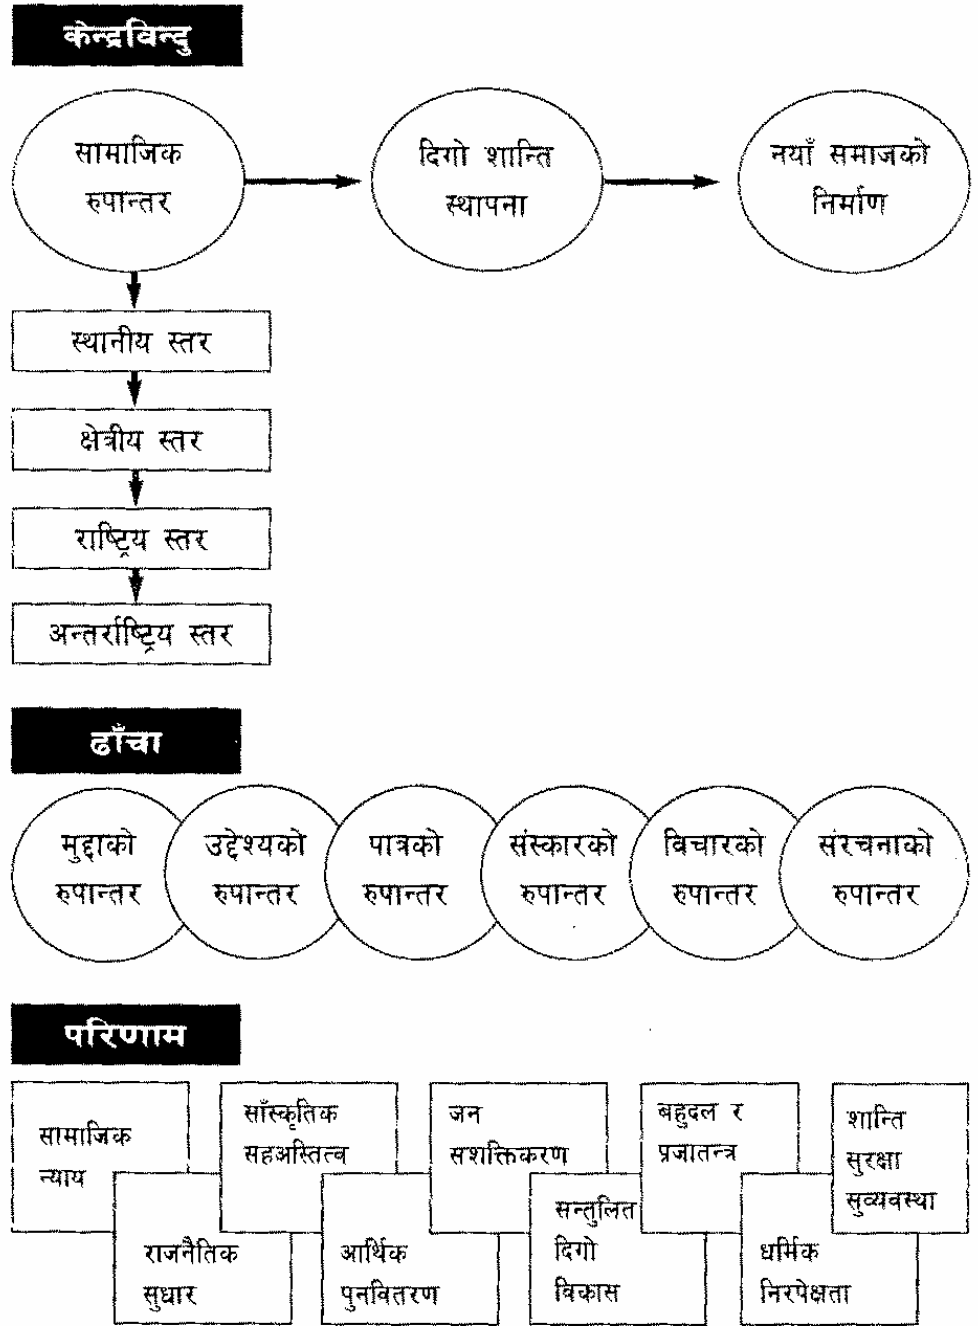 केन्द्रविन्दु
सामाजिक
रुपान्तर
दिगो शान्ति
स्थापना
नयाँ समाजको
निर्माण
स्थानीय स्तर
क्षेत्रीय स्तर
राष्ट्रिय स्तर
अन्तर्राष्ट्रिय स्तर
ढाँचा
मुद्दाको
रुपान्तर
उद्देश्यको
रुपान्तर
पात्रको
रुपान्तर
संस्कारको
रुपान्तर
विचारको
रुपान्तर
संरचनाको
रुपान्तर
परिणाम
सामाजिक
न्याय
राजनैतिक
सुधार
साँस्कृतिक
सहअस्तित्व
आर्थिक
पुनवितरण
जन
सशक्तिकरण
सन्तुलित
दिगो
विकास
बहुदल र
प्रजातन्त्र
धर्मिक
निरपेक्षता
शान्ति
सुरक्षा
सुव्यवस्था